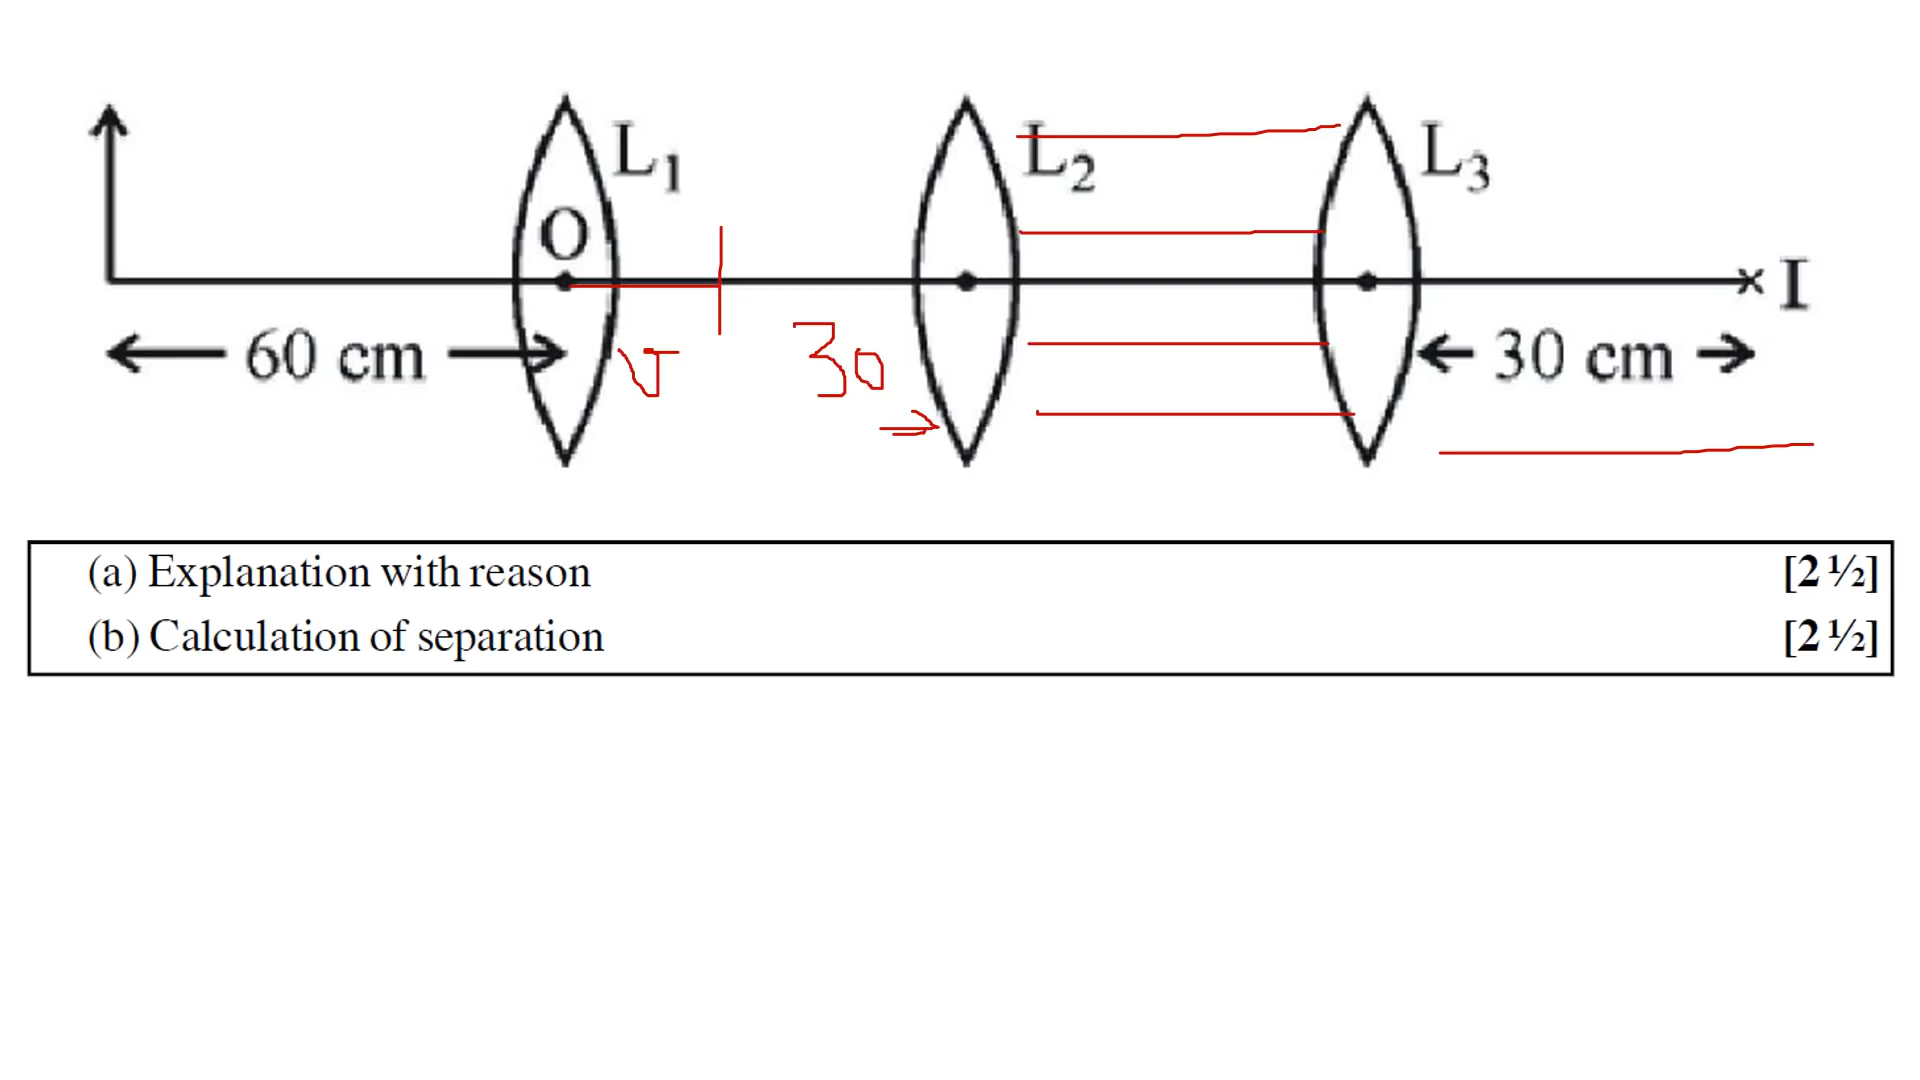 L1 L2 L3
O
I
60 cm v 30 30 cm
(a) Explanation with reason [2 ½]
(b) Calculation of separation [2 ½]